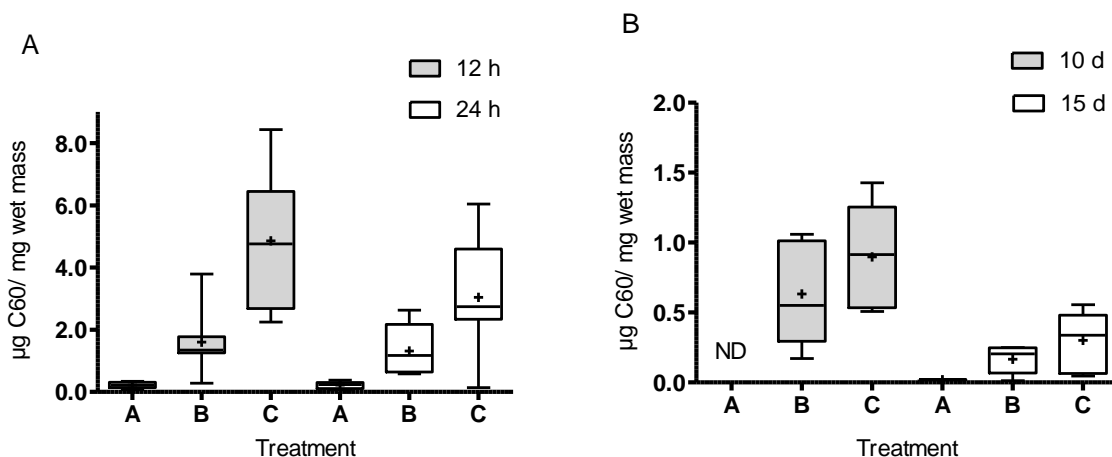 A
12 h
24 h
µg C60/ mg wet mass
8.0
6.0
4.0
2.0
0.0
A B C A B C
Treatment
B
10 d
15 d
µg C60/ mg wet mass
2.0
1.5
1.0
0.5
0.0
ND
A B C A B C
Treatment